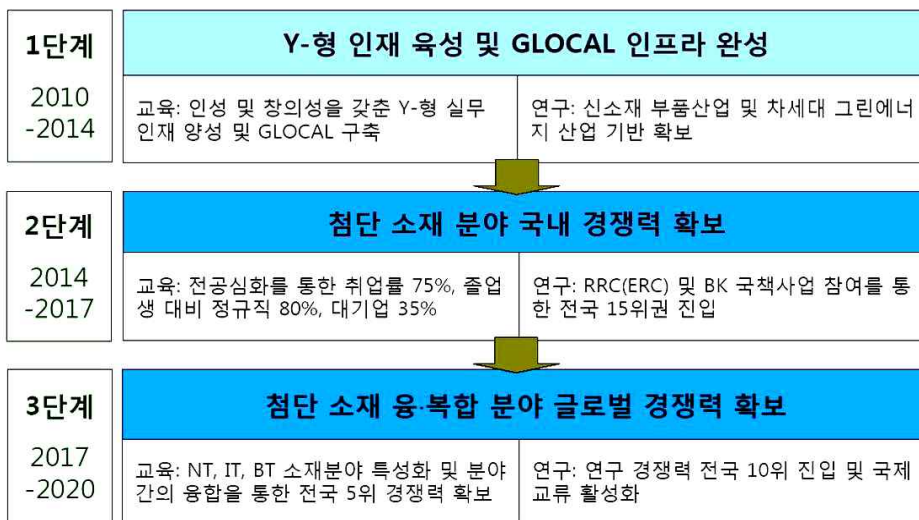 1단계
2010
-2014
Y-형 인재 육성 및 GLOCAL 인프라 완성
교육: 인성 및 창의성을 갖춘 Y-형 실무
인재 양성 및 GLOCAL 구축
연구: 신소재 부품산업 및 차세대 그린에너
지 산업 기반 확보
2단계
2014
-2017
첨단 소재 분야 국내 경쟁력 확보
교육: 전공심화를 통한 취업률 75%, 졸업
생 대비 정규직 80%, 대기업 35%
연구: RRC(ERC) 및 BK 국책사업 참여를 통
한 전국 15위권 진입
3단계
2017
-2020
첨단 소재 융·복합 분야 글로벌 경쟁력 확보
교육: NT, IT, BT 소재분야 특성화 및 분야
간의 융합을 통한 전국 5위 경쟁력 확보
연구: 연구 경쟁력 전국 10위 진입 및 국제
교류 활성화